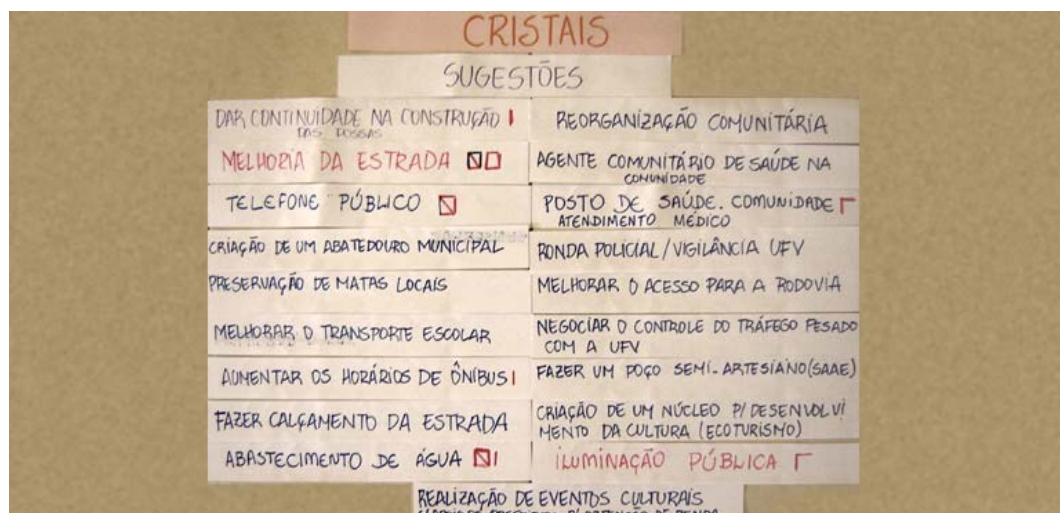 CRISTAIS
SUGESTÕES
DAR CONTINUIDADE NA CONSTRUÇÃO
DAS FOSSAS
MELHORIA DA ESTRADA
TELEFONE PÚBLICO
CRIAÇÃO DE UM ABATEDOURO MUNICIPAL
PRESERVAÇÃO DE MATAS LOCAIS
MELHORAR O TRANSPORTE ESCOLAR
AUMENTAR OS HORÁRIOS DE ÔNIBUS
FAZER CALÇAMENTO DA ESTRADA
ABASTECIMENTO DE ÁGUA
REORGANIZAÇÃO COMUNITÁRIA
AGENTE COMUNITÁRIO DE SAÚDE NA
COMUNIDADE
POSTO DE SAÚDE. COMUNIDADE
ATENDIMENTO MÉDICO
RONDA POLICIAL/VIGILÂNCIA UFV
MELHORAR O ACESSO PARA A RODOVIA
NEGOCIAR O CONTROLE DO TRÁFEGO PESADO
COM A UFV
FAZER UM POÇO SEMI-ARTESIANO(SAAE)
CRIAÇÃO DE UM NÚCLEO P/ DESENVOLVI
MENTO DA CULTURA (ECOTURISMO)
ILUMINAÇÃO PÚBLICA
REALIZAÇÃO DE EVENTOS CULTURAIS